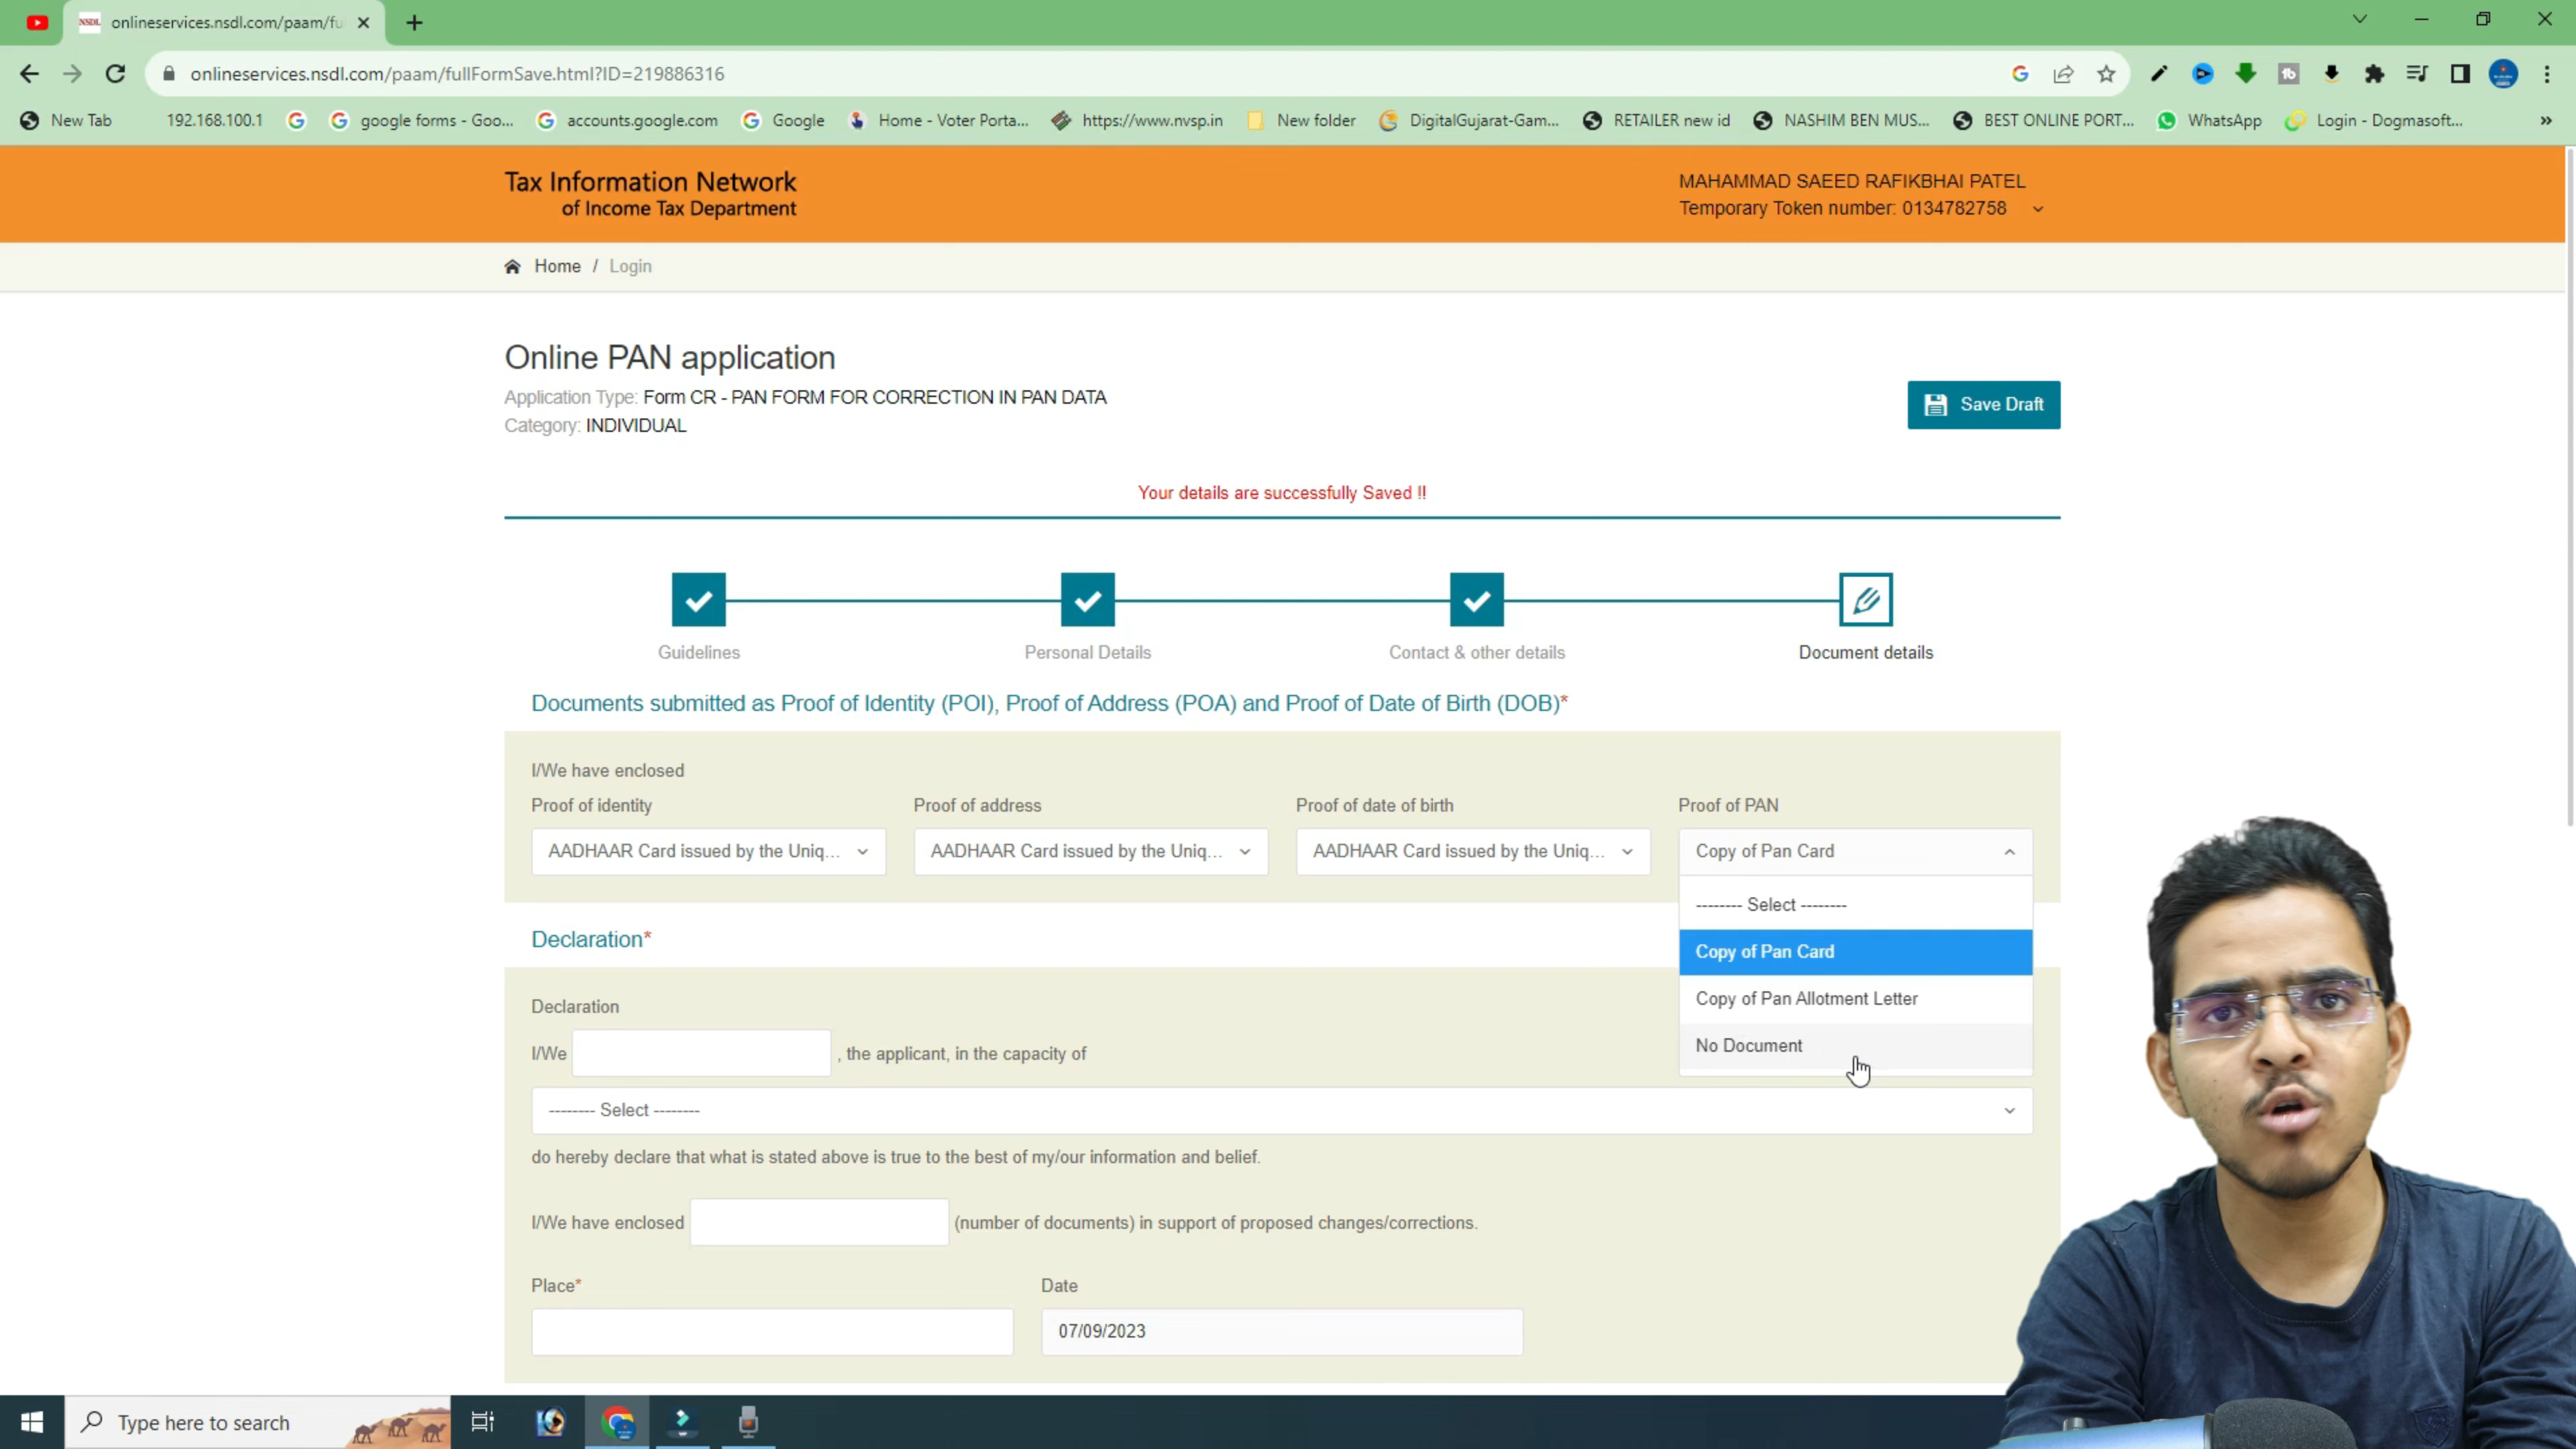 onlineservices.nsdl.com/paam/fu
onlineservices.nsdl.com/paam/fullFormSave.html?ID=219886316
New Tab 192.168.100.1 google forms - Goo... accounts.google.com Google Home - Voter Porta... https://www.nvsp.in New folder DigitalGujarat-Gam... RETAILER new id NASHIM BEN MUS... BEST ONLINE PORT... WhatsApp Login - Dogmasoft... »
Tax Information Network
of Income Tax Department
MAHAMMAD SAEED RAFIKBHAI PATEL
Temporary Token number: 0134782758
Home / Login
Online PAN application
Application Type: Form CR - PAN FORM FOR CORRECTION IN PAN DATA
Category: INDIVIDUAL
Save Draft
Your details are successfully Saved !!
Guidelines Personal Details Contact & other details Document details
Documents submitted as Proof of Identity (POI), Proof of Address (POA) and Proof of Date of Birth (DOB)*
I/We have enclosed
Proof of identity Proof of address Proof of date of birth Proof of PAN
AADHAAR Card issued by the Uniq... AADHAAR Card issued by the Uniq... AADHAAR Card issued by the Uniq... Copy of Pan Card
-------- Select --------
Copy of Pan Card
Copy of Pan Allotment Letter
No Document
Declaration*
Declaration
I/We , the applicant, in the capacity of
-------- Select --------
do hereby declare that what is stated above is true to the best of my/our information and belief.
I/We have enclosed (number of documents) in support of proposed changes/corrections.
Place* Date
07/09/2023
Type here to search